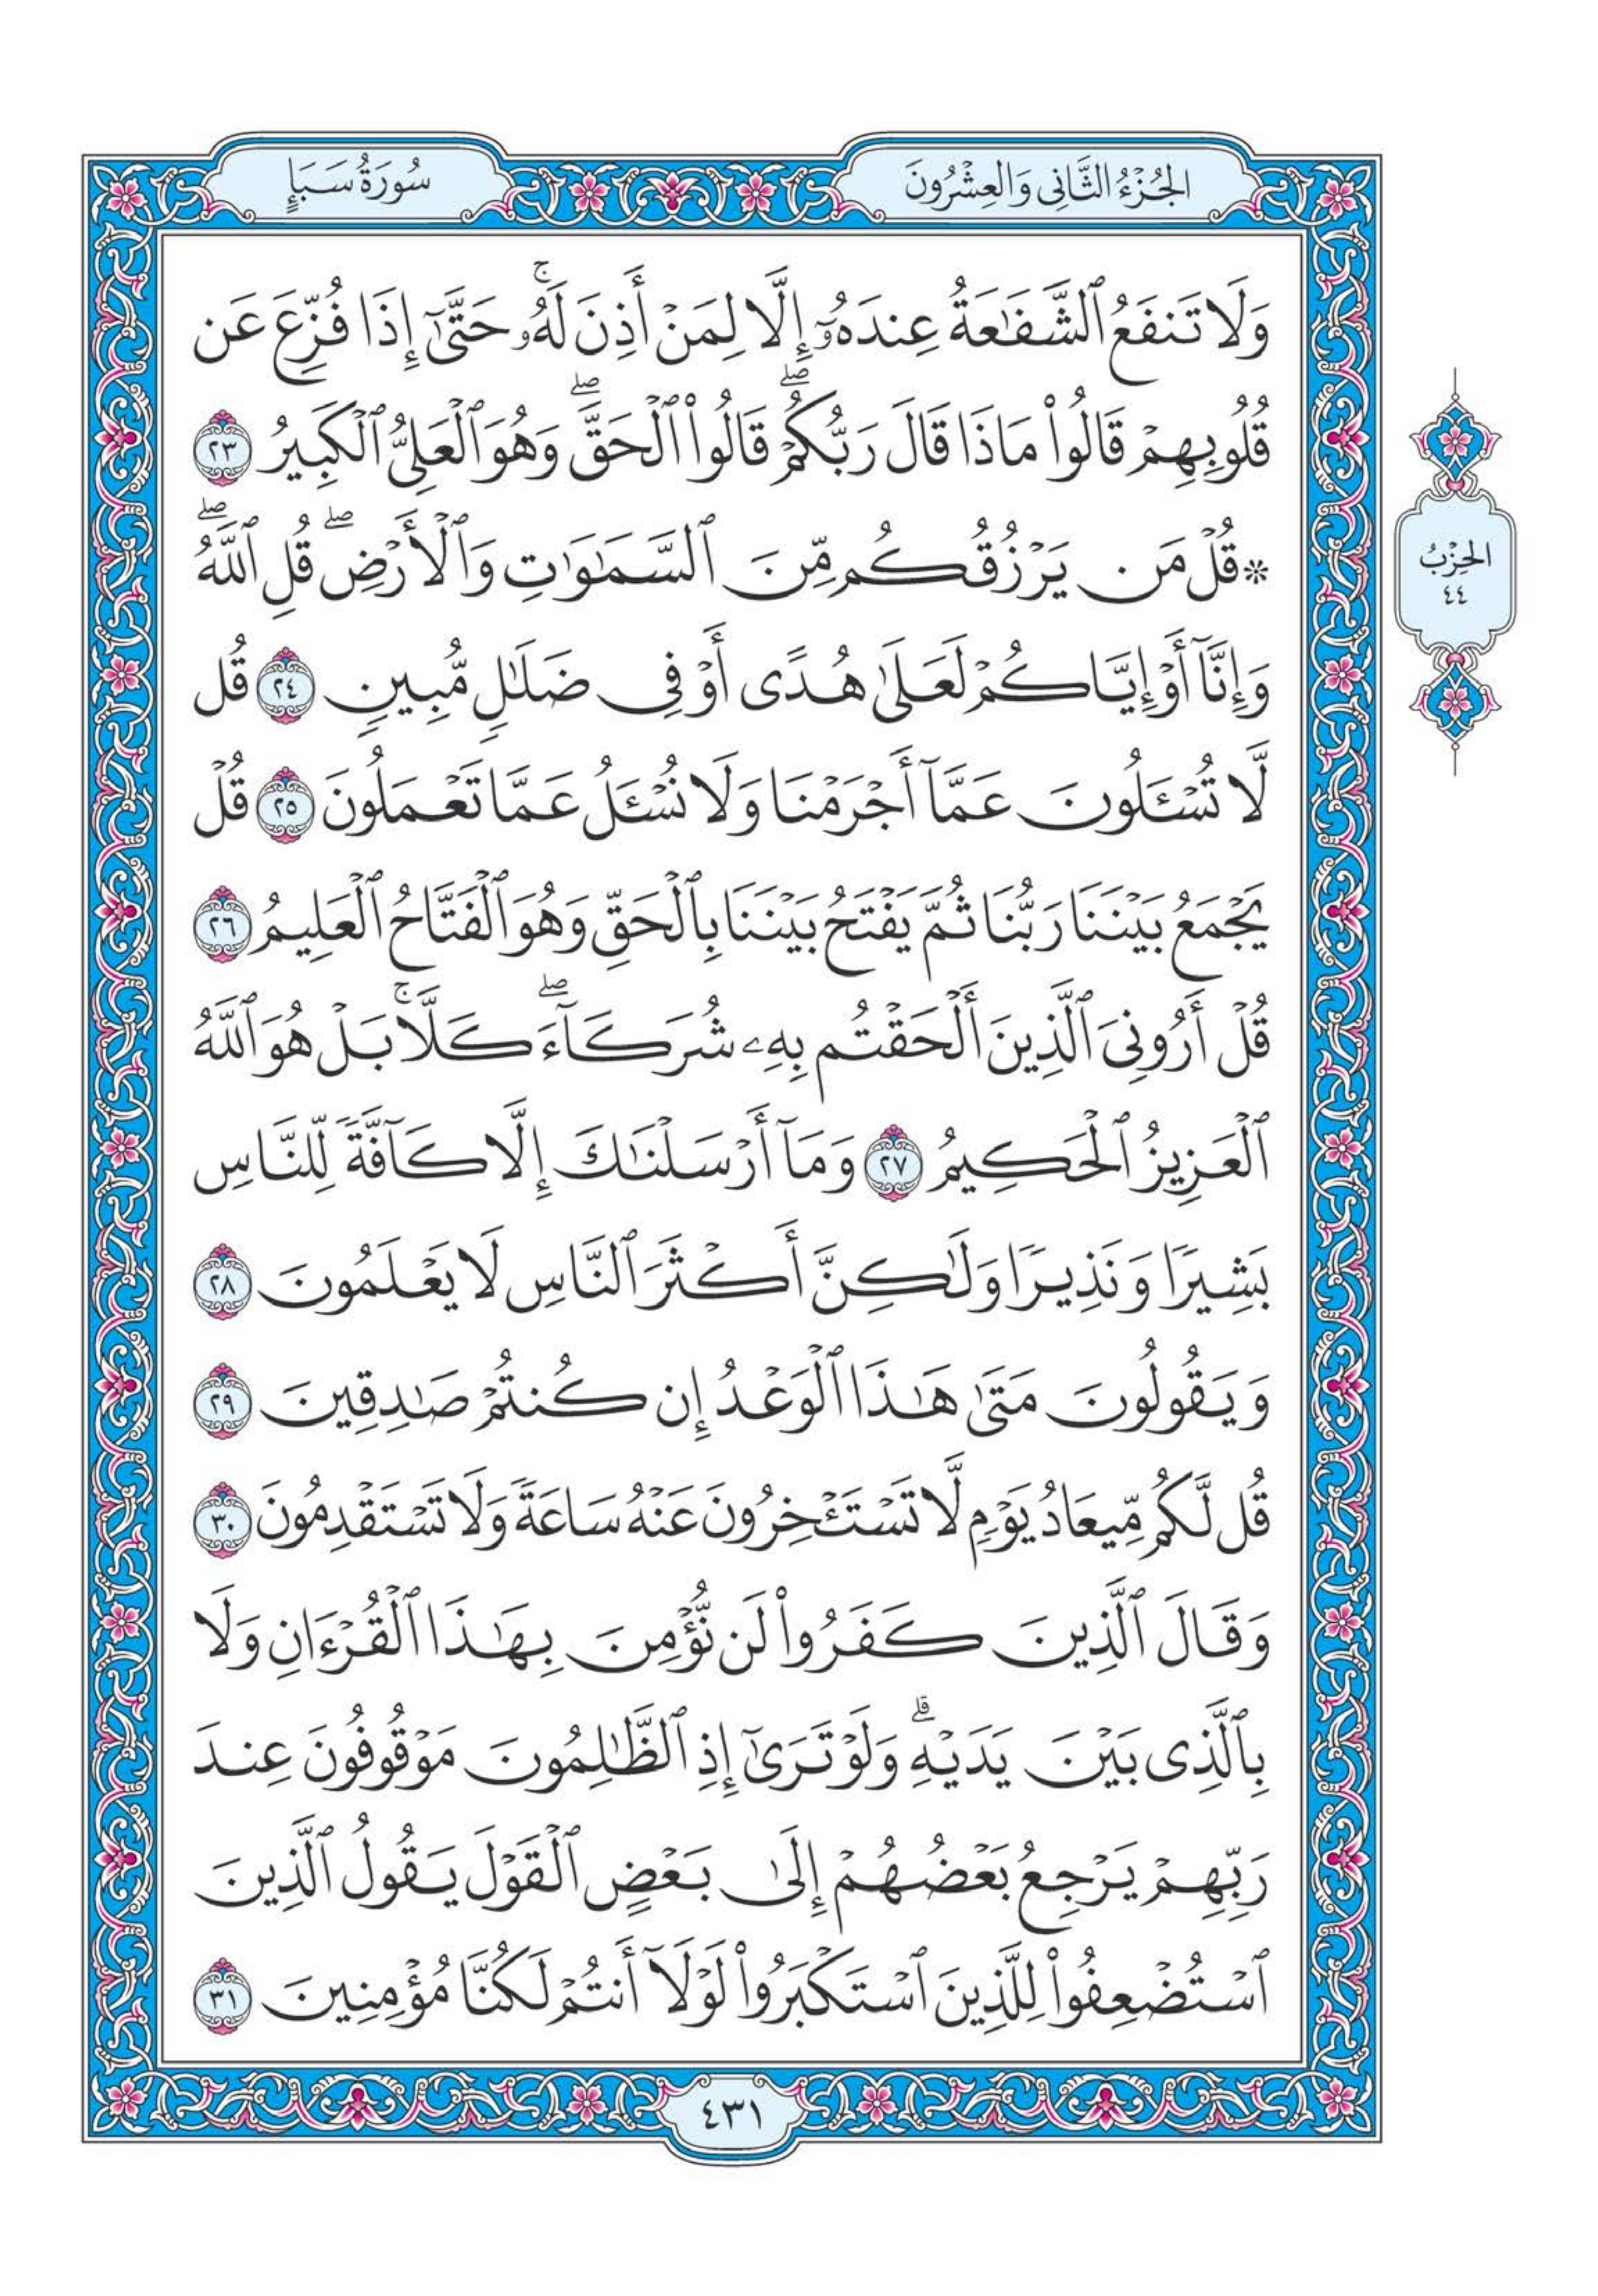 الجُزْءُ الثَّانِى وَالعِشْرُونَ
سُورَةُ سَبَإٍ
وَلَا تَنفَعُ ٱلشَّفَـٰعَةُ عِندَهُۥٓ إِلَّا لِمَنْ أَذِنَ لَهُۥۚ حَتَّىٰٓ إِذَا فُزِّعَ عَن
قُلُوبِهِمْ قَالُوا۟ مَاذَا قَالَ رَبُّكُمْۖ قَالُوا۟ ٱلْحَقَّۖ وَهُوَ ٱلْعَلِىُّ ٱلْكَبِيرُ ٢٣
* قُلْ مَن يَرْزُقُكُم مِّنَ ٱلسَّمَـٰوَٰتِ وَٱلْأَرْضِۖ قُلِ ٱللَّهُۖ
وَإِنَّآ أَوْ إِيَّاكُمْ لَعَلَىٰ هُدًى أَوْ فِى ضَلَـٰلٍ مُّبِينٍ ٢٤ قُل
لَّا تُسْـَٔلُونَ عَمَّآ أَجْرَمْنَا وَلَا نُسْـَٔلُ عَمَّا تَعْمَلُونَ ٢٥ قُلْ
يَجْمَعُ بَيْنَنَا رَبُّنَا ثُمَّ يَفْتَحُ بَيْنَنَا بِٱلْحَقِّ وَهُوَ ٱلْفَتَّاحُ ٱلْعَلِيمُ ٢٦
قُلْ أَرُونِىَ ٱلَّذِينَ أَلْحَقْتُم بِهِۦ شُرَكَآءَۖ كَلَّاۚ بَلْ هُوَ ٱللَّهُ
ٱلْعَزِيزُ ٱلْحَكِيمُ ٢٧ وَمَآ أَرْسَلْنَـٰكَ إِلَّا كَآفَّةً لِّلنَّاسِ
بَشِيرًا وَنَذِيرًا وَلَـٰكِنَّ أَكْثَرَ ٱلنَّاسِ لَا يَعْلَمُونَ ٢٨
وَيَقُولُونَ مَتَىٰ هَـٰذَا ٱلْوَعْدُ إِن كُنتُمْ صَـٰدِقِينَ ٢٩
قُل لَّكُم مِّيعَادُ يَوْمٍ لَّا تَسْتَـْٔخِرُونَ عَنْهُ سَاعَةً وَلَا تَسْتَقْدِمُونَ ٣٠
وَقَالَ ٱلَّذِينَ كَفَرُوا۟ لَن نُّؤْمِنَ بِهَـٰذَا ٱلْقُرْءَانِ وَلَا
بِٱلَّذِى بَيْنَ يَدَيْهِۗ وَلَوْ تَرَىٰٓ إِذِ ٱلظَّـٰلِمُونَ مَوْقُوفُونَ عِندَ
رَبِّهِمْ يَرْجِعُ بَعْضُهُمْ إِلَىٰ بَعْضٍ ٱلْقَوْلَ يَقُولُ ٱلَّذِينَ
ٱسْتُضْعِفُوا۟ لِلَّذِينَ ٱسْتَكْبَرُوا۟ لَوْلَآ أَنتُمْ لَكُنَّا مُؤْمِنِينَ ٣١
الحِزْبُ
٤٤
٤٣١